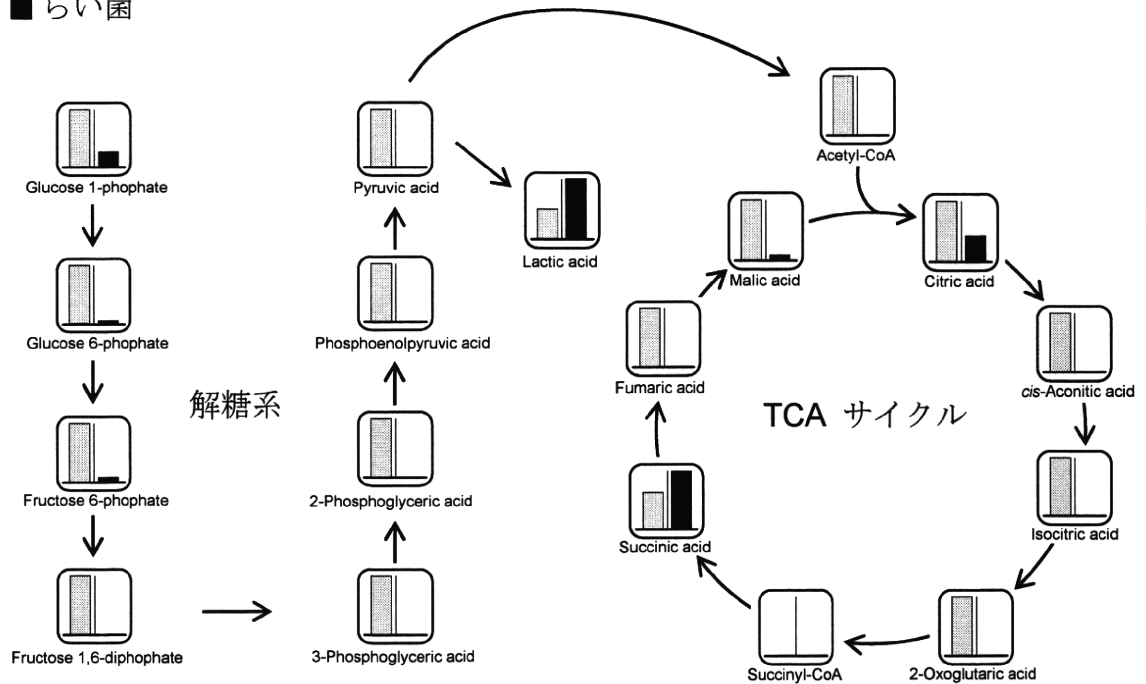 ■ らい菌
Glucose 1-phophate
Glucose 6-phophate
Fructose 6-phophate
Fructose 1,6-diphophate
解糖系
Pyruvic acid
Phosphoenolpyruvic acid
2-Phosphoglyceric acid
3-Phosphoglyceric acid
Lactic acid
Acetyl-CoA
Malic acid
Citric acid
Fumaric acid
cis-Aconitic acid
TCA サイクル
Succinic acid
Isocitric acid
Succinyl-CoA
2-Oxoglutaric acid